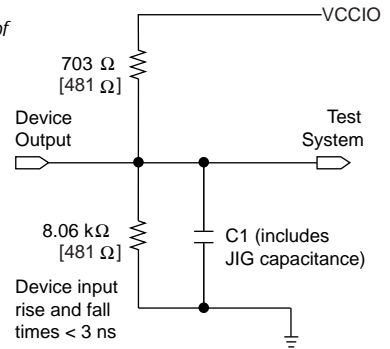 of
VCCIO
703 Ω
[481 Ω]
Device
Output
Test
System
8.06 kΩ
[481 Ω]
C1 (includes
JIG capacitance)
Device input
rise and fall
times < 3 ns